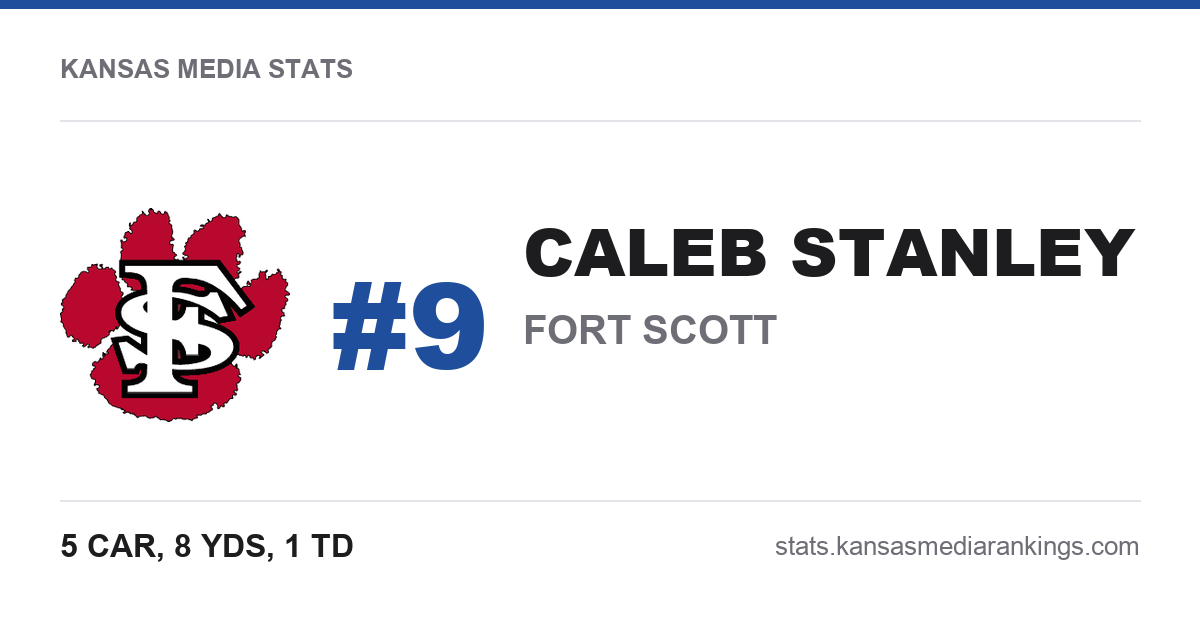 KANSAS MEDIA STATS
FS
#9
CALEB STANLEY
FORT SCOTT
5 CAR, 8 YDS, 1 TD
stats.kansasmediarankings.com